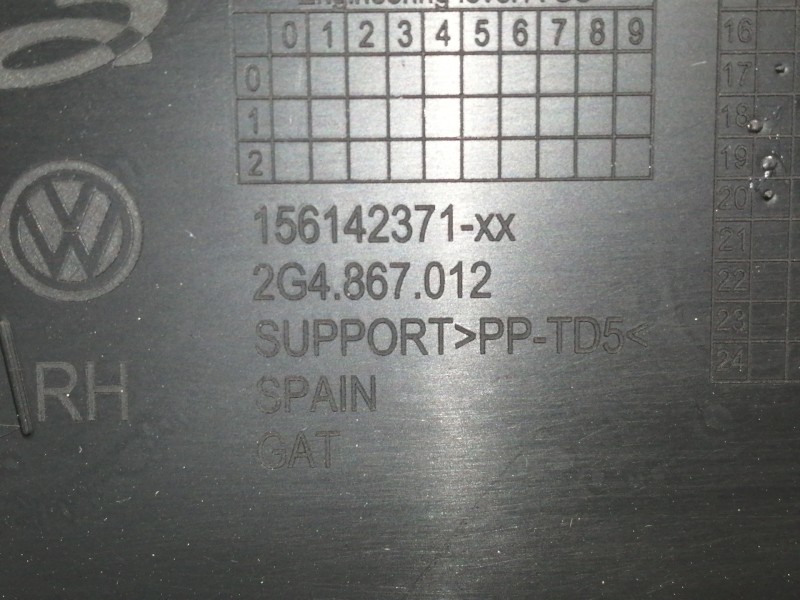 0 1 2 3 4 5 6 7 8 9
0
1
2
156142371-xx
2G4.867.012
SUPPORT>PP-TD5<
SPAIN
GAT
RH
16
17
18
19
20
21
22
23
24